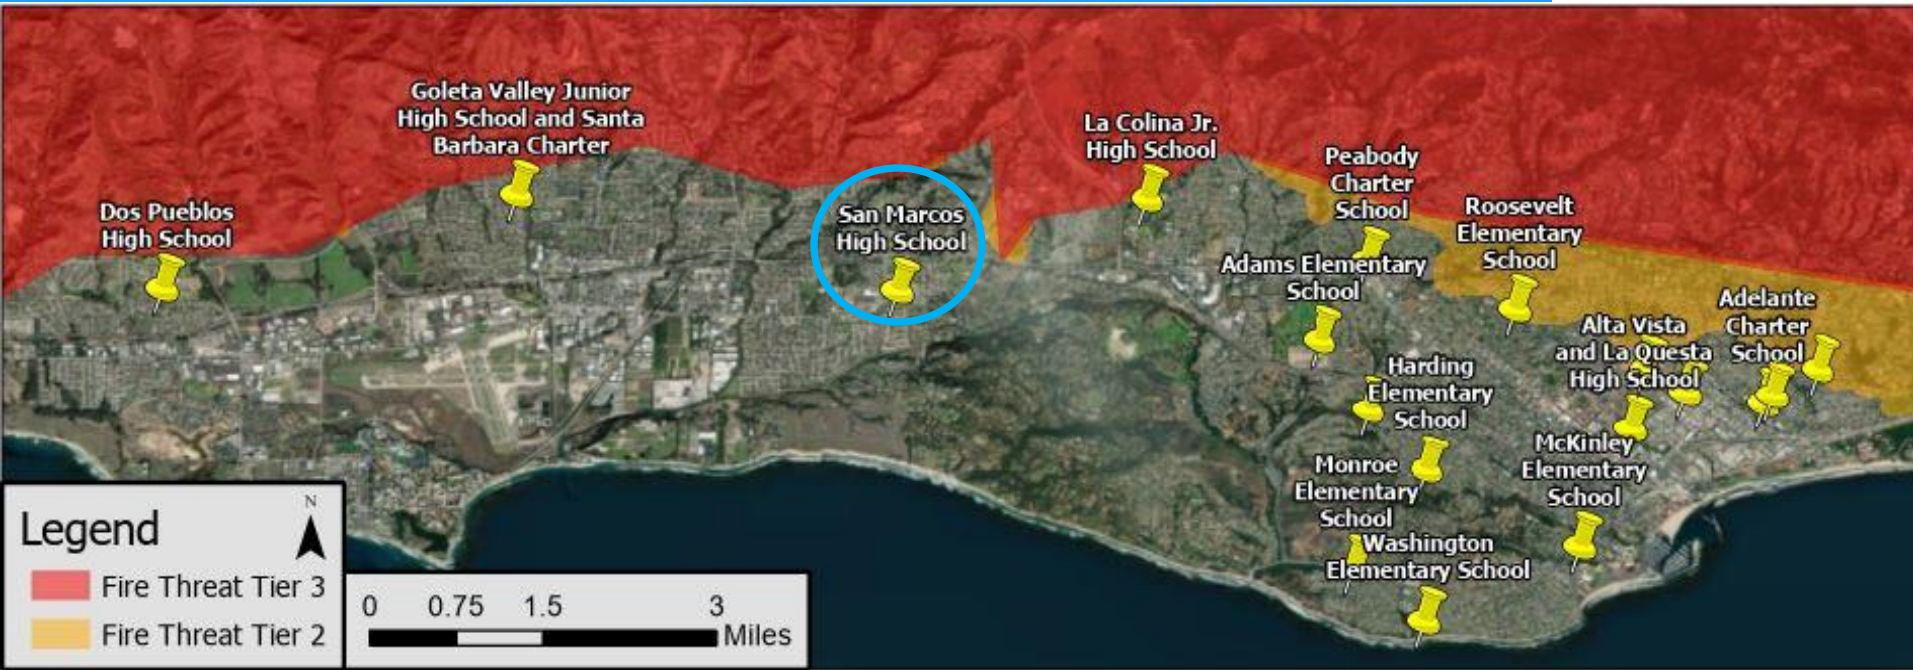 Goleta Valley Junior
High School and Santa
Barbara Charter
La Colina Jr.
High School
Peabody
Charter
School
Dos Pueblos
High School
San Marcos
High School
Roosevelt
Elementary
School
Adams Elementary
School
Adelante
Charter
School
Alta Vista
and La Questa
High School
Harding
Elementary
School
McKinley
Elementary
School
Monroe
Elementary
School
Washington
Elementary School
Legend
N
Fire Threat Tier 3
Fire Threat Tier 2
0 0.75 1.5 3
Miles